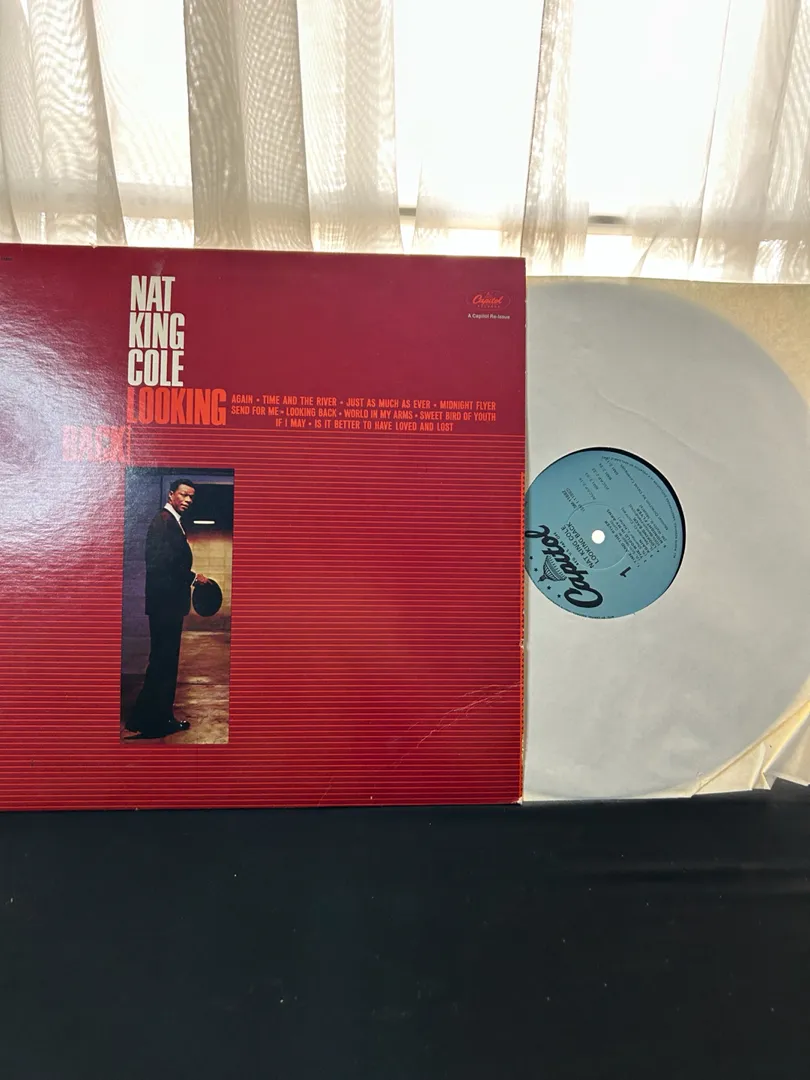 NAT
KING
COLE
LOOKING
BACK
Capitol
RECORDS
A Capitol Re-Issue
AGAIN • TIME AND THE RIVER • JUST AS MUCH AS EVER • MIDNIGHT FLYER
SEND FOR ME • LOOKING BACK • WORLD IN MY ARMS • SWEET BIRD OF YOUTH
IF I MAY • IS IT BETTER TO HAVE LOVED AND LOST
Capitol
NAT KING COLE
LOOKING BACK
1